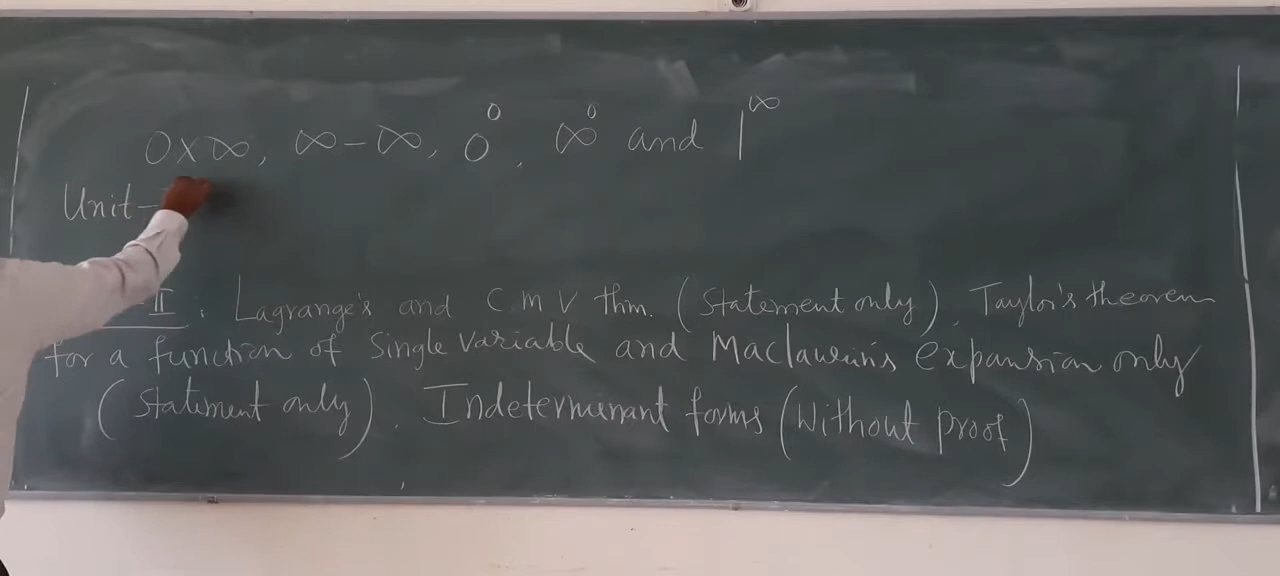 0×∞, ∞-∞, 0⁰, ∞⁰ and 1^∞
Unit-
II : Lagrange's and C M V thm. (Statement only), Taylor's theorem
for a function of Single Variable and Maclaurin's expansion only
(Statement only). Indeterminant forms (Without proof)